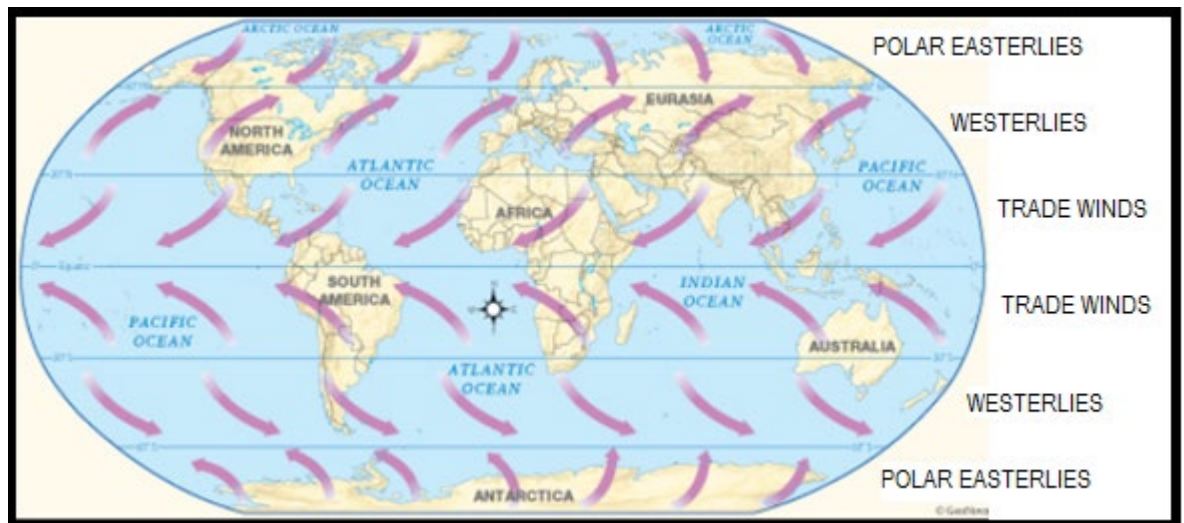 ARCTIC OCEAN
ARCTIC
OCEAN
POLAR EASTERLIES
EURASIA
WESTERLIES
NORTH
AMERICA
ATLANTIC
OCEAN
PACIFIC
OCEAN
AFRICA
TRADE WINDS
SOUTH
AMERICA
INDIAN
OCEAN
TRADE WINDS
PACIFIC
OCEAN
AUSTRALIA
ATLANTIC
OCEAN
WESTERLIES
ANTARCTICA
POLAR EASTERLIES